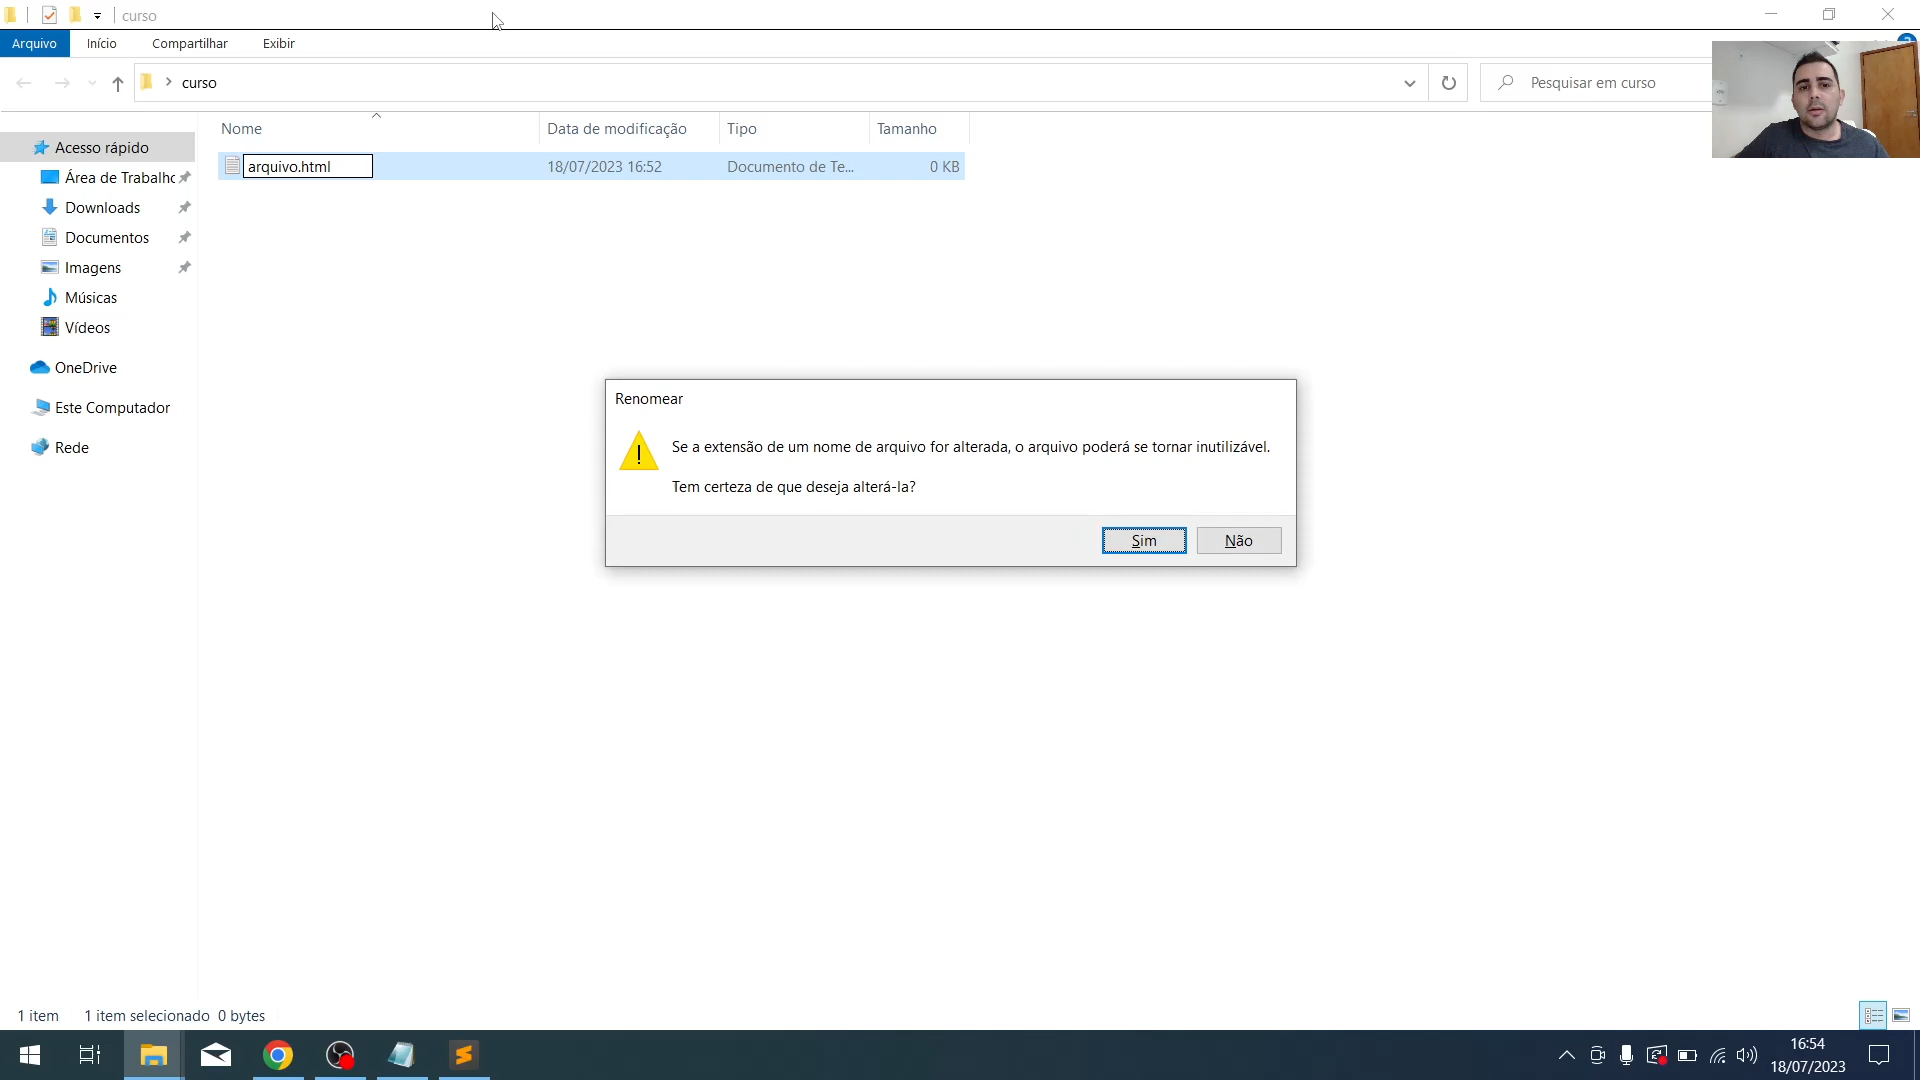 curso
Arquivo
Início
Compartilhar
Exibir
curso
Pesquisar em curso
Nome
Data de modificação
Tipo
Tamanho
arquivo.html
18/07/2023 16:52
Documento de Te...
0 KB
Acesso rápido
Área de Trabalho
Downloads
Documentos
Imagens
Músicas
Vídeos
OneDrive
Este Computador
Rede
Renomear
Se a extensão de um nome de arquivo for alterada, o arquivo poderá se tornar inutilizável.
Tem certeza de que deseja alterá-la?
Sim
Não
1 item
1 item selecionado 0 bytes
16:54
18/07/2023